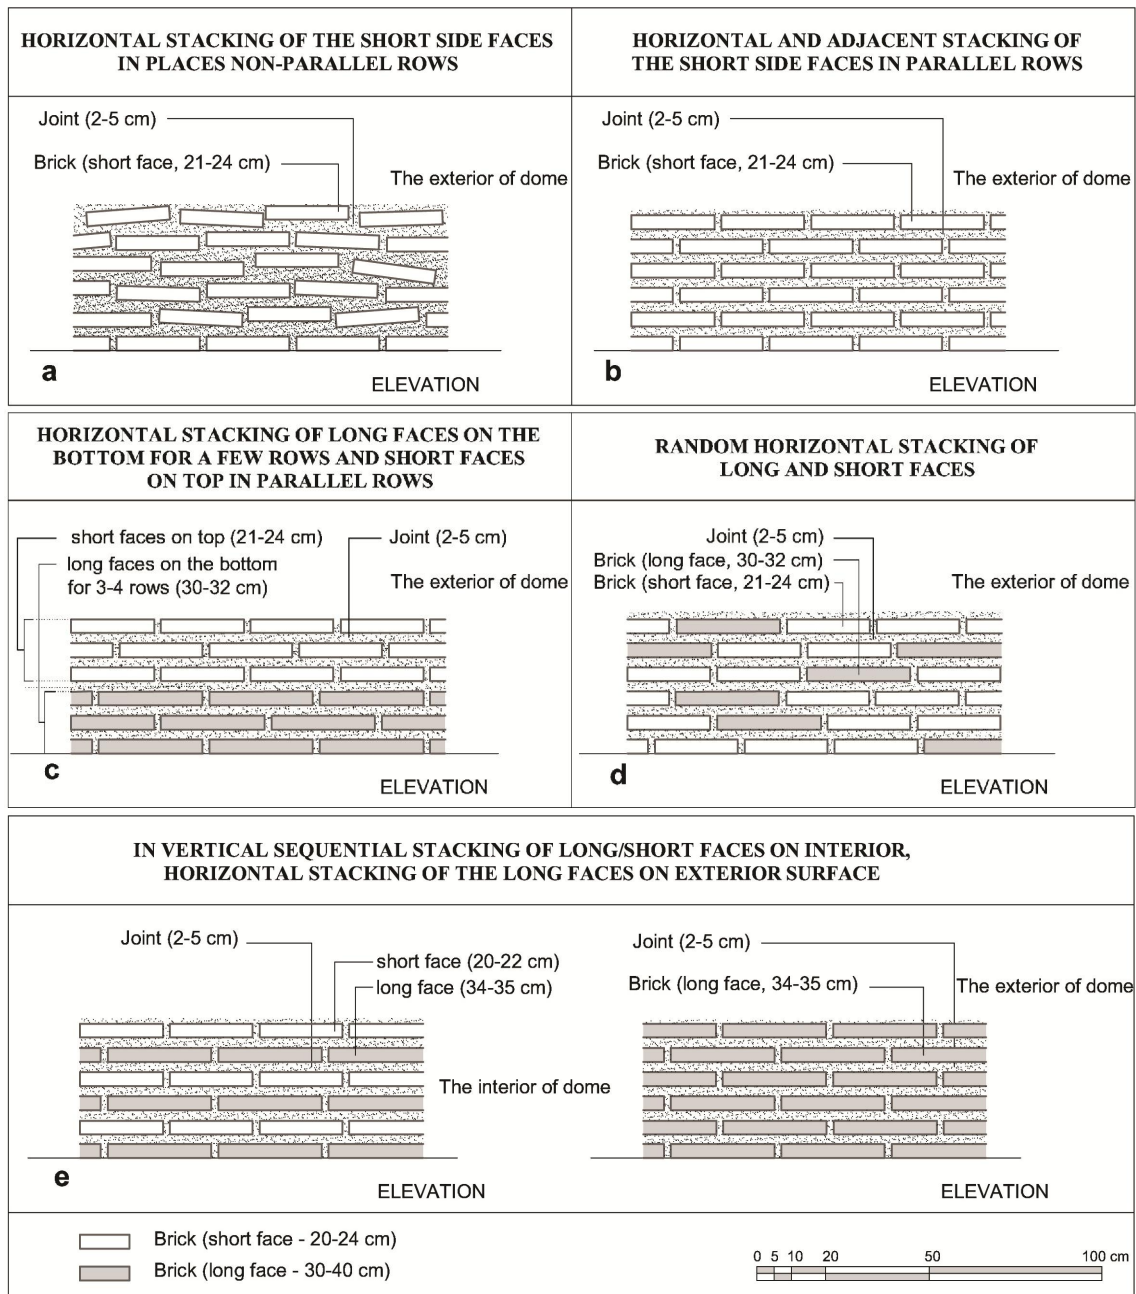 HORIZONTAL STACKING OF THE SHORT SIDE FACES
IN PLACES NON-PARALLEL ROWS
Joint (2-5 cm)
Brick (short face, 21-24 cm)
The exterior of dome
a
ELEVATION
HORIZONTAL AND ADJACENT STACKING OF
THE SHORT SIDE FACES IN PARALLEL ROWS
Joint (2-5 cm)
Brick (short face, 21-24 cm)
The exterior of dome
b
ELEVATION
HORIZONTAL STACKING OF LONG FACES ON THE
BOTTOM FOR A FEW ROWS AND SHORT FACES
ON TOP IN PARALLEL ROWS
short faces on top (21-24 cm)
long faces on the bottom
for 3-4 rows (30-32 cm)
Joint (2-5 cm)
The exterior of dome
c
ELEVATION
RANDOM HORIZONTAL STACKING OF
LONG AND SHORT FACES
Joint (2-5 cm)
Brick (long face, 30-32 cm)
Brick (short face, 21-24 cm)
The exterior of dome
d
ELEVATION
IN VERTICAL SEQUENTIAL STACKING OF LONG/SHORT FACES ON INTERIOR,
HORIZONTAL STACKING OF THE LONG FACES ON EXTERIOR SURFACE
Joint (2-5 cm)
short face (20-22 cm)
long face (34-35 cm)
The interior of dome
e
ELEVATION
Joint (2-5 cm)
Brick (long face, 34-35 cm)
The exterior of dome
ELEVATION
Brick (short face - 20-24 cm)
Brick (long face - 30-40 cm)
0 5 10 20 50 100 cm